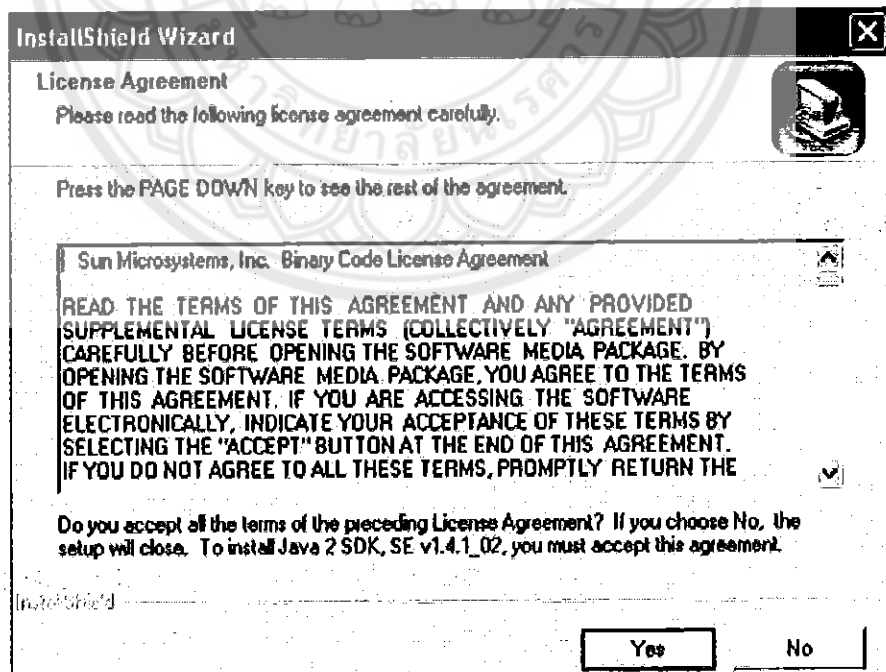 InstallShield Wizard
License Agreement
Please read the following license agreement carefully.
Press the PAGE DOWN key to see the rest of the agreement.
Sun Microsystems, Inc. Binary Code License Agreement
READ THE TERMS OF THIS AGREEMENT AND ANY PROVIDED
SUPPLEMENTAL LICENSE TERMS (COLLECTIVELY "AGREEMENT")
CAREFULLY BEFORE OPENING THE SOFTWARE MEDIA PACKAGE. BY
OPENING THE SOFTWARE MEDIA PACKAGE, YOU AGREE TO THE TERMS
OF THIS AGREEMENT. IF YOU ARE ACCESSING THE SOFTWARE
ELECTRONICALLY, INDICATE YOUR ACCEPTANCE OF THESE TERMS BY
SELECTING THE "ACCEPT" BUTTON AT THE END OF THIS AGREEMENT.
IF YOU DO NOT AGREE TO ALL THESE TERMS, PROMPTLY RETURN THE
Do you accept all the terms of the preceding License Agreement? If you choose No, the
setup will close. To install Java 2 SDK, SE v1.4.1_02, you must accept this agreement.
InstallShield
Yes No